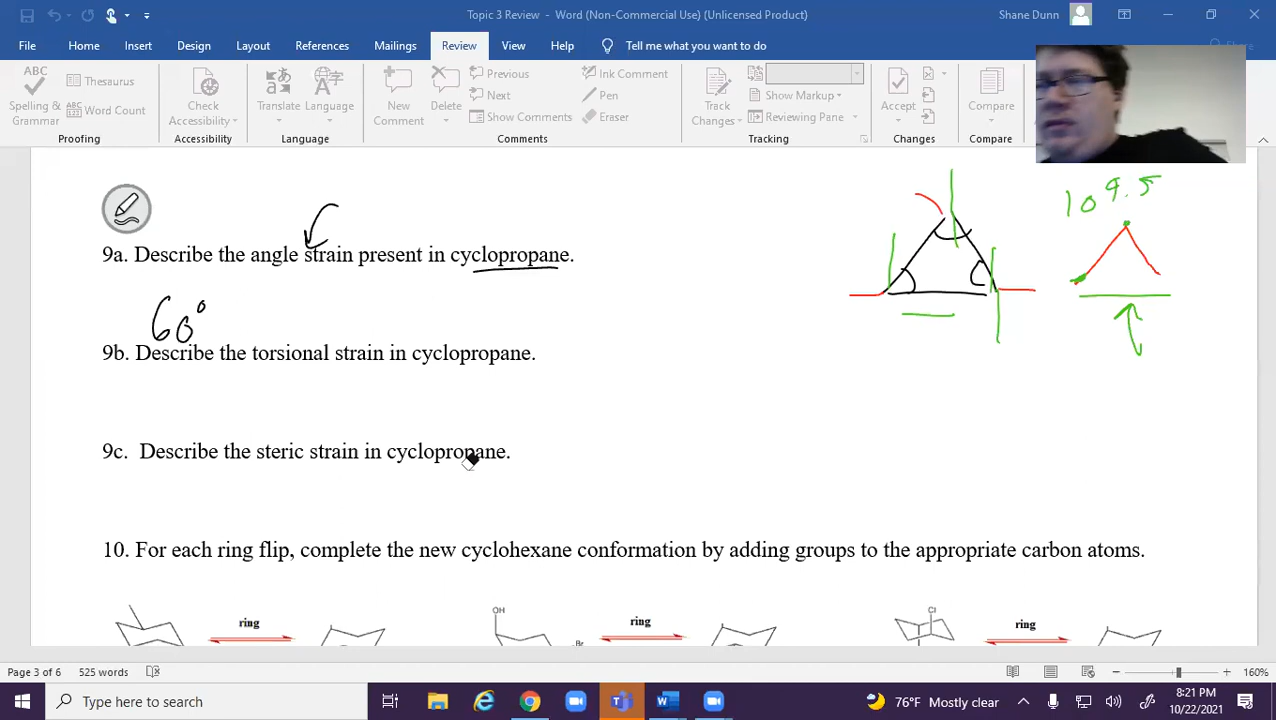 Topic 3 Review - Word (Non-Commercial Use) (Unlicensed Product)
Shane Dunn
File Home Insert Design Layout References Mailings Review View Help Tell me what you want to do
ABC
Spelling & Grammar
Thesaurus
ABC 123 Word Count
Proofing
Check Accessibility
Accessibility
Translate
Language
Language
New Comment
Delete
Previous
Next
Show Comments
Comments
Ink Comment
Pen
Eraser
Track Changes
Show Markup
Reviewing Pane
Tracking
Accept
Changes
Compare
Compare
109.5
9a. Describe the angle strain present in cyclopropane.
60°
9b. Describe the torsional strain in cyclopropane.
9c. Describe the steric strain in cyclopropane.
10. For each ring flip, complete the new cyclohexane conformation by adding groups to the appropriate carbon atoms.
ring
OH
Br
ring
Cl
ring
Page 3 of 6 525 words
160%
Type here to search
76°F Mostly clear
8:21 PM
10/22/2021